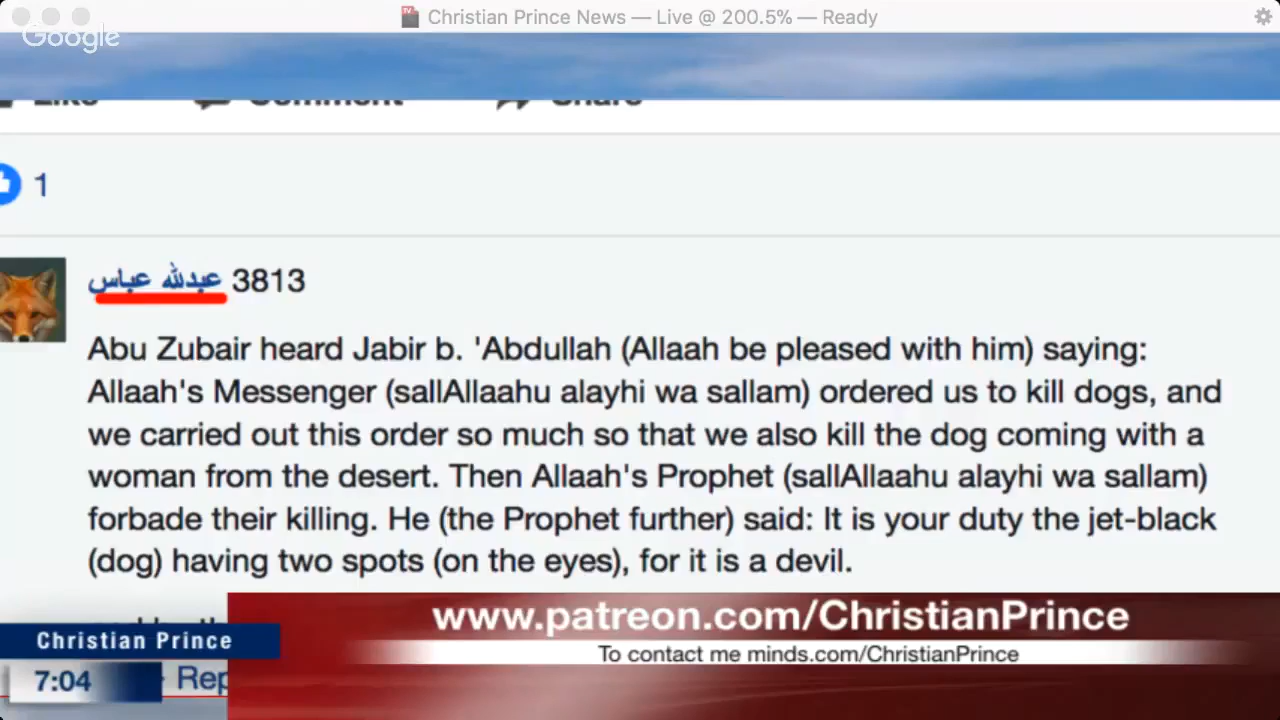 Christian Prince News — Live @ 200.5% — Ready
Google
Like Comment Share
1
عبدلله عباس 3813
Abu Zubair heard Jabir b. 'Abdullah (Allaah be pleased with him) saying:
Allaah's Messenger (sallAllaahu alayhi wa sallam) ordered us to kill dogs, and
we carried out this order so much so that we also kill the dog coming with a
woman from the desert. Then Allaah's Prophet (sallAllaahu alayhi wa sallam)
forbade their killing. He (the Prophet further) said: It is your duty the jet-black
(dog) having two spots (on the eyes), for it is a devil.
www.patreon.com/ChristianPrince
Christian Prince
To contact me minds.com/ChristianPrince
7:04
Rep